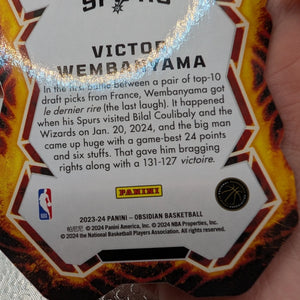 SPURS
VICTOR
WEMBANYAMA
In the first game between a pair of top-10
draft picks from France, Wembanyama got
le dernier rire (the last laugh). It happened
when his Spurs visited Bilal Coulibaly and the
Wizards on Jan. 20, 2024, and the big man
came up huge with a game-best 24 points
and six stuffs. That gave him bragging
rights along with a 131-127 victoire.
PANINI
2023-24 PANINI - OBSIDIAN BASKETBALL
© 2024 Panini America, Inc. © 2024 NBA Properties, Inc.
© 2024 the National Basketball Players Association. All rights reserved.